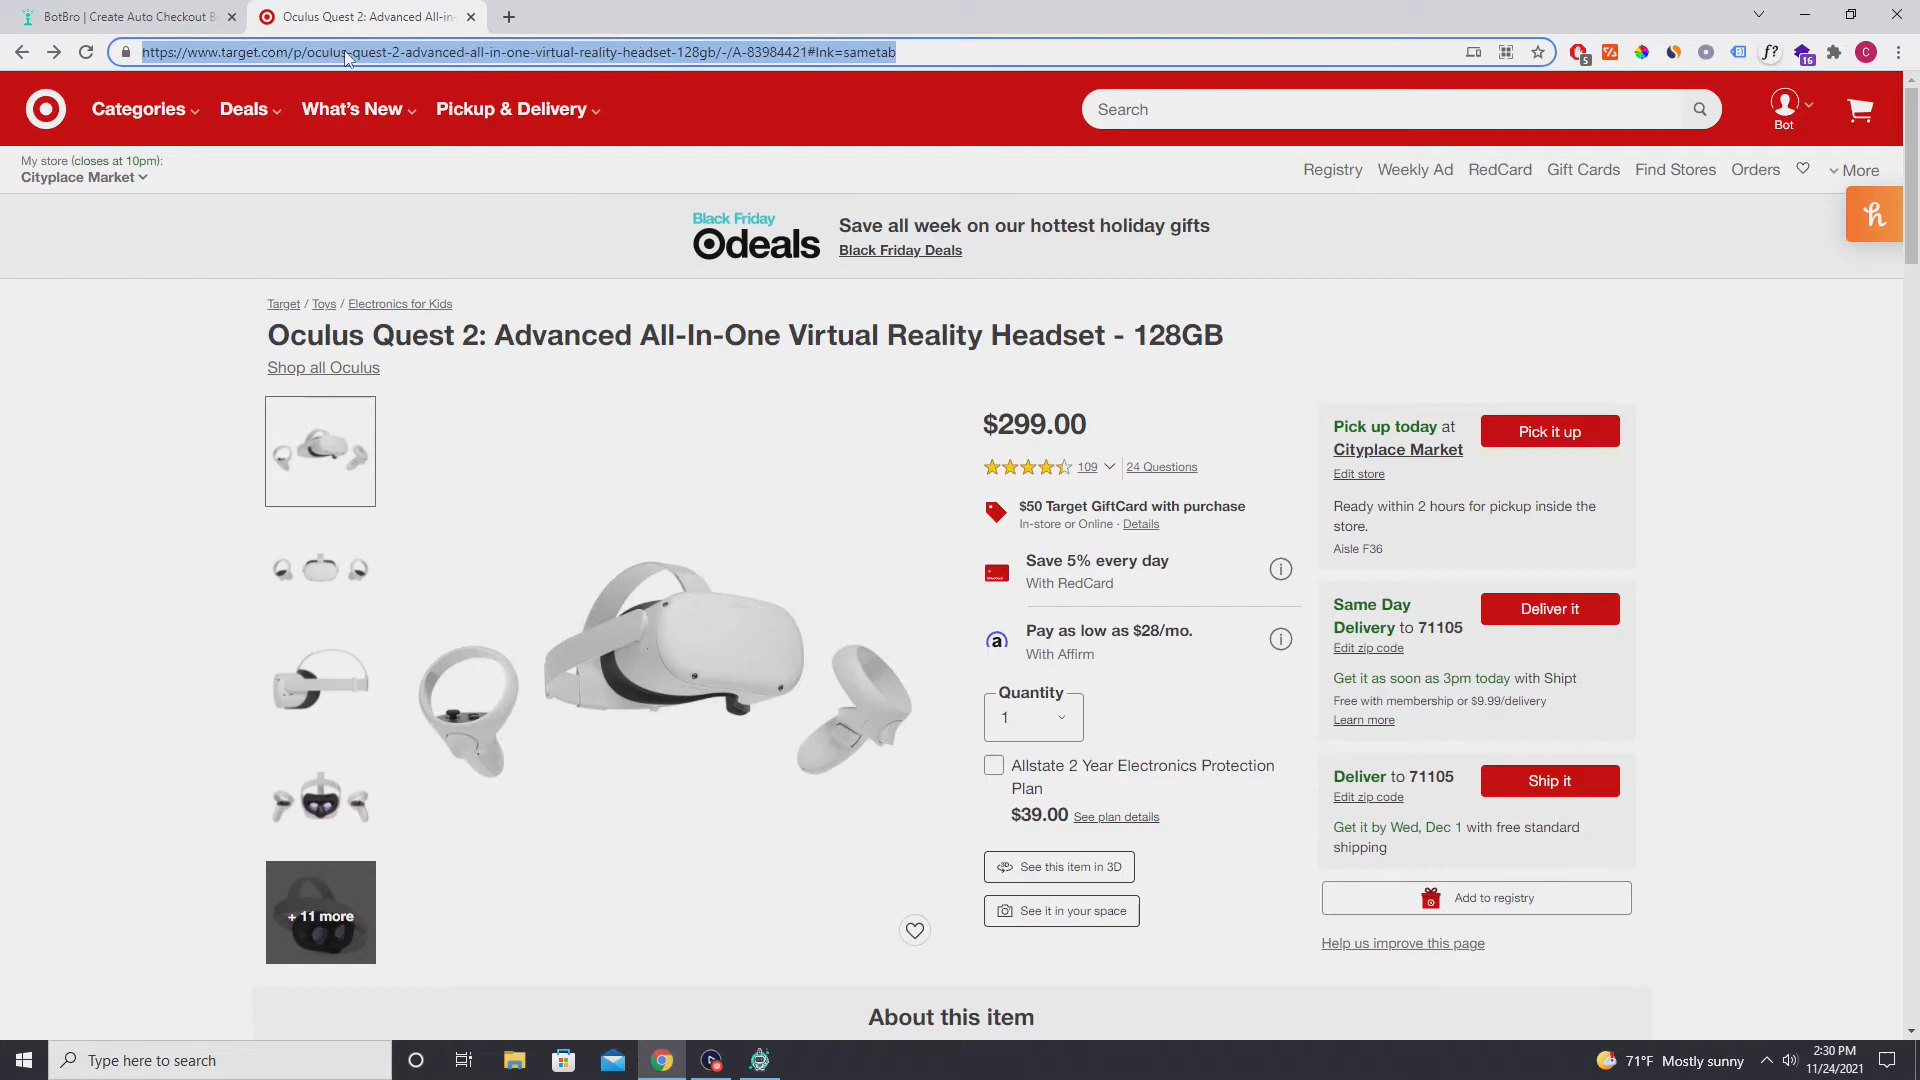 BotBro | Create Auto Checkout B
Oculus Quest 2: Advanced All-in-
https://www.target.com/p/oculus-quest-2-advanced-all-in-one-virtual-reality-headset-128gb/-/A-83984421#lnk=sametab
5
f?
16
C
Categories
Deals
What's New
Pickup & Delivery
Search
Bot
My store (closes at 10pm):
Cityplace Market
Registry
Weekly Ad
RedCard
Gift Cards
Find Stores
Orders
More
h
Black Friday
deals
Save all week on our hottest holiday gifts
Black Friday Deals
Target / Toys / Electronics for Kids
Oculus Quest 2: Advanced All-In-One Virtual Reality Headset - 128GB
Shop all Oculus
+ 11 more
$299.00
109
24 Questions
$50 Target GiftCard with purchase
In-store or Online · Details
Save 5% every day
With RedCard
a
Pay as low as $28/mo.
With Affirm
Quantity
1
Allstate 2 Year Electronics Protection
Plan
$39.00 See plan details
See this item in 3D
See it in your space
Pick up today at
Cityplace Market
Edit store
Pick it up
Ready within 2 hours for pickup inside the
store.
Aisle F36
Same Day
Delivery to 71105
Edit zip code
Deliver it
Get it as soon as 3pm today with Shipt
Free with membership or $9.99/delivery
Learn more
Deliver to 71105
Edit zip code
Ship it
Get it by Wed, Dec 1 with free standard
shipping
Add to registry
Help us improve this page
About this item
Type here to search
71°F Mostly sunny
2:30 PM
11/24/2021